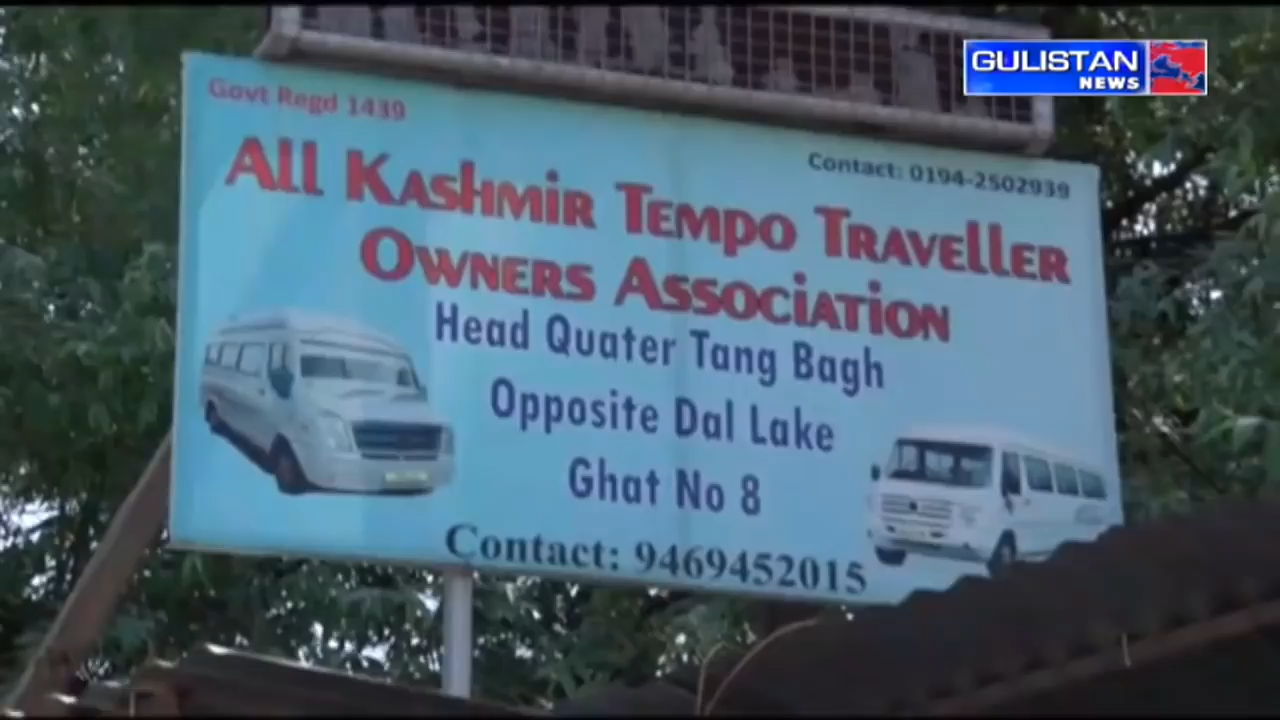 GULISTAN
NEWS
Govt Regd 1439
Contact: 0194-2502939
All Kashmir Tempo Traveller
Owners Association
Head Quater Tang Bagh
Opposite Dal Lake
Ghat No 8
Contact: 9469452015